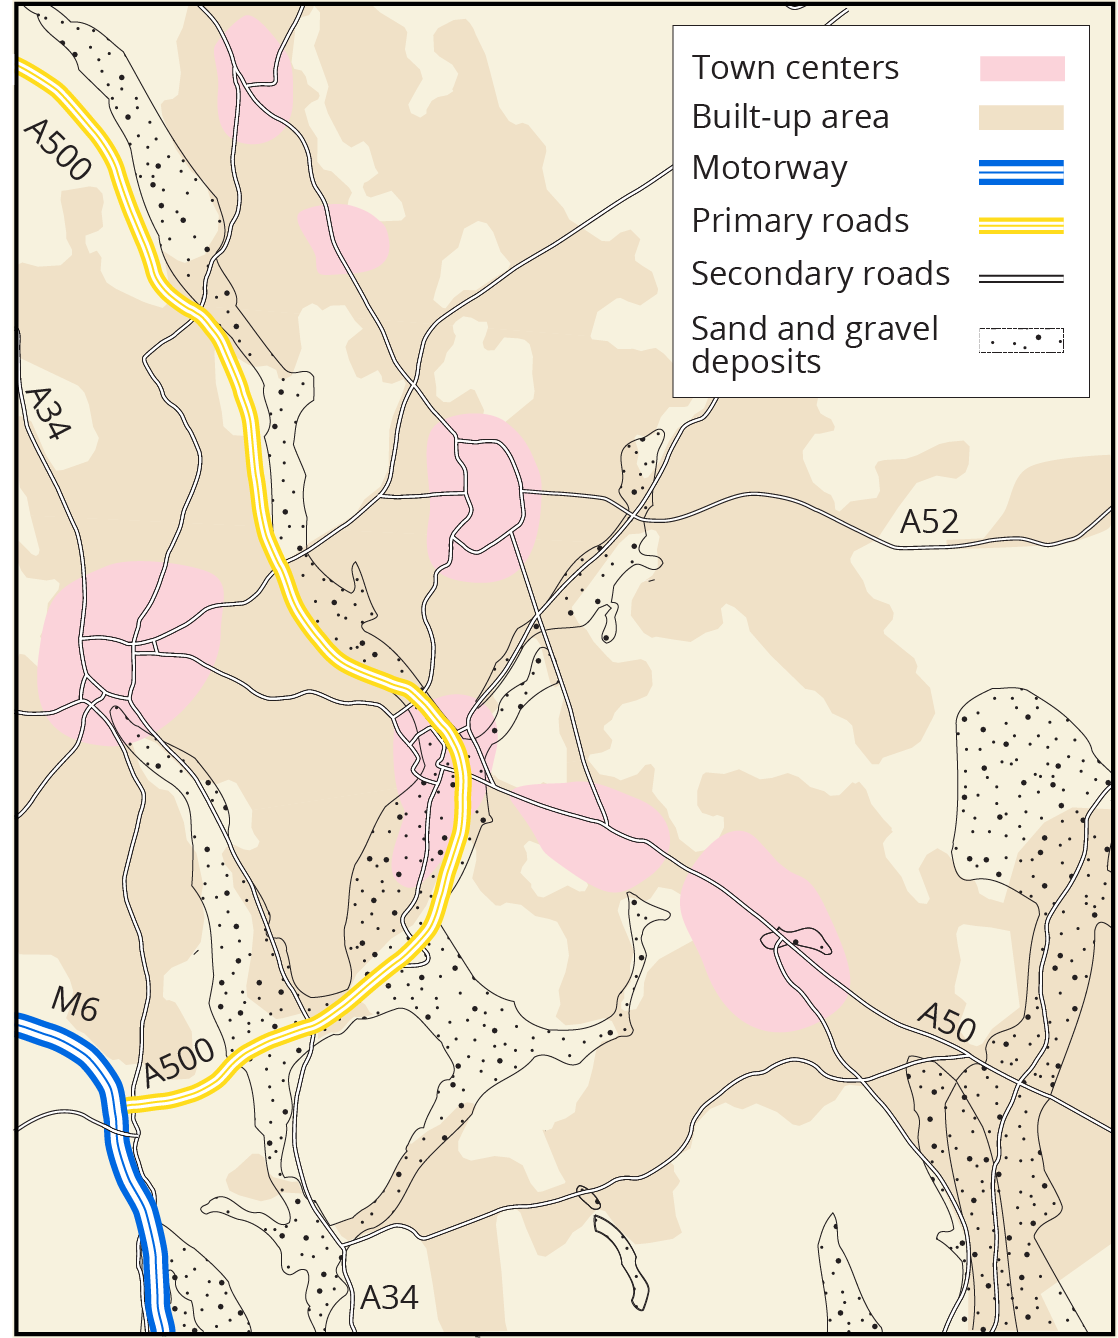 Town centers
Built-up area
Motorway
Primary roads
Secondary roads
Sand and gravel
deposits
A500
A34
A52
M6
A500
A50
A34